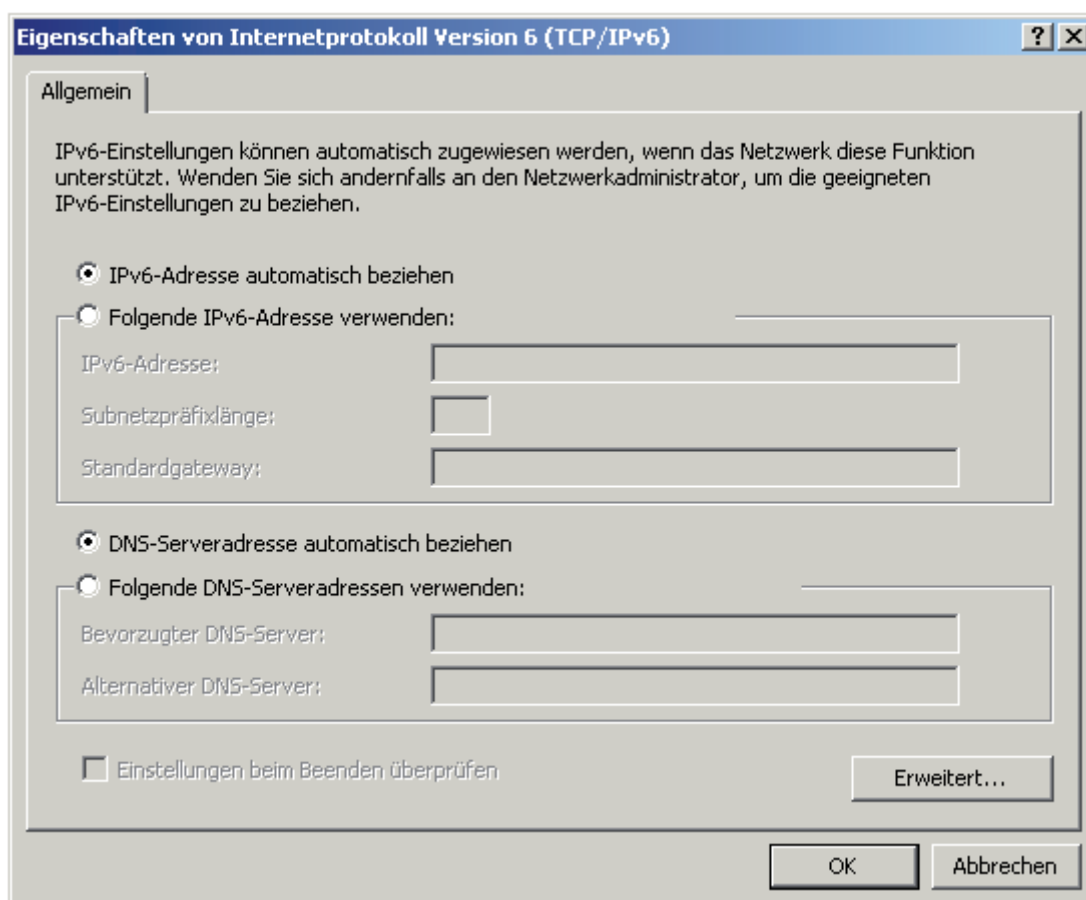 Eigenschaften von Internetprotokoll Version 6 (TCP/IPv6)
Allgemein
IPv6-Einstellungen können automatisch zugewiesen werden, wenn das Netzwerk diese Funktion
unterstützt. Wenden Sie sich andernfalls an den Netzwerkadministrator, um die geeigneten
IPv6-Einstellungen zu beziehen.
IPv6-Adresse automatisch beziehen
Folgende IPv6-Adresse verwenden:
IPv6-Adresse:
Subnetzpräfixlänge:
Standardgateway:
DNS-Serveradresse automatisch beziehen
Folgende DNS-Serveradressen verwenden:
Bevorzugter DNS-Server:
Alternativer DNS-Server:
Einstellungen beim Beenden überprüfen
Erweitert...
OK Abbrechen